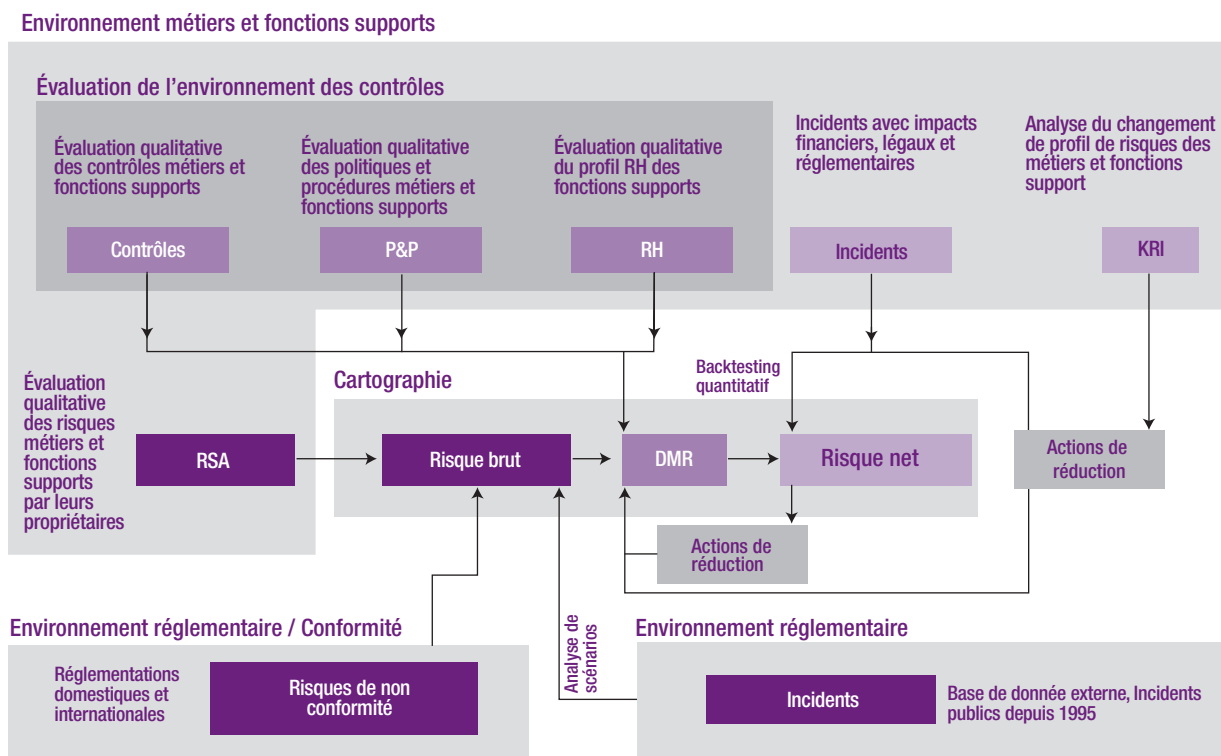 Environnement métiers et fonctions supports
Évaluation de l'environnement des contrôles
Évaluation qualitative
des contrôles métiers et
fonctions supports
Évaluation qualitative
des politiques et
procédures métiers et
fonctions supports
Évaluation qualitative
du profil RH des
fonctions supports
Incidents avec impacts
financiers, légaux et
réglementaires
Analyse du changement
de profil de risques des
métiers et fonctions
support
Contrôles
P&P
RH
Incidents
KRI
Évaluation
qualitative
des risques
métiers et
fonctions
supports
par leurs
propriétaires
RSA
Cartographie
Backtesting
quantitatif
Risque brut
DMR
Risque net
Actions de
réduction
Actions de
réduction
Environnement réglementaire / Conformité
Réglementations
domestiques et
internationales
Risques de non
conformité
Analyse de
scénarios
Environnement réglementaire
Incidents
Base de donnée externe, Incidents
publics depuis 1995